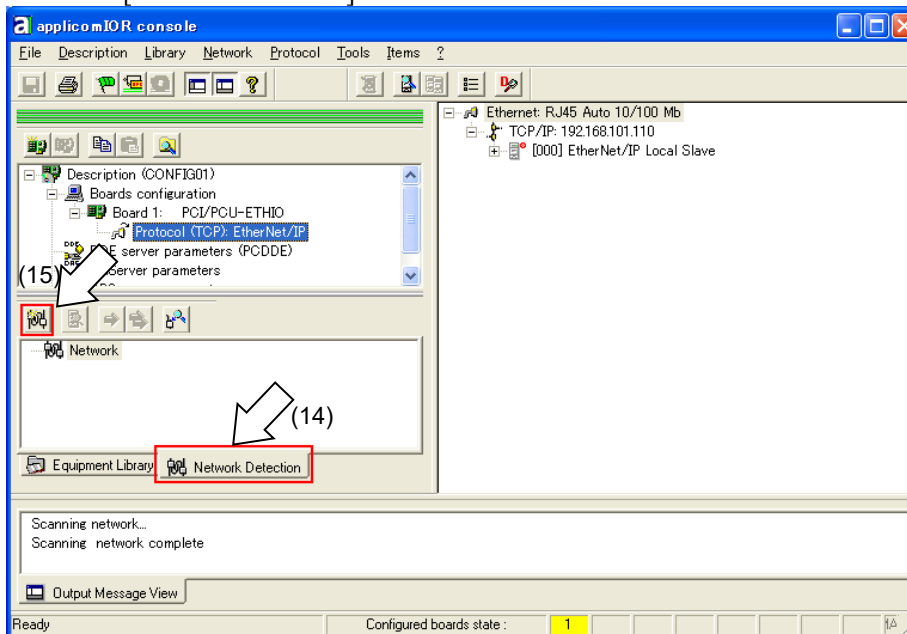 applicomIOR console
File Description Library Network Protocol Tools Items ?
Ethernet: RJ45 Auto 10/100 Mb
TCP/IP: 192.168.101.110
[000] EtherNet/IP Local Slave
Description (CONFIG01)
Boards configuration
Board 1: PCI/PCU-ETHIO
Protocol (TCP): EtherNet/IP
server parameters (PCDDE)
Server parameters
(15)
Network
(14)
Equipment Library
Network Detection
Scanning network...
Scanning network complete
Output Message View
Ready
Configured boards state :
1